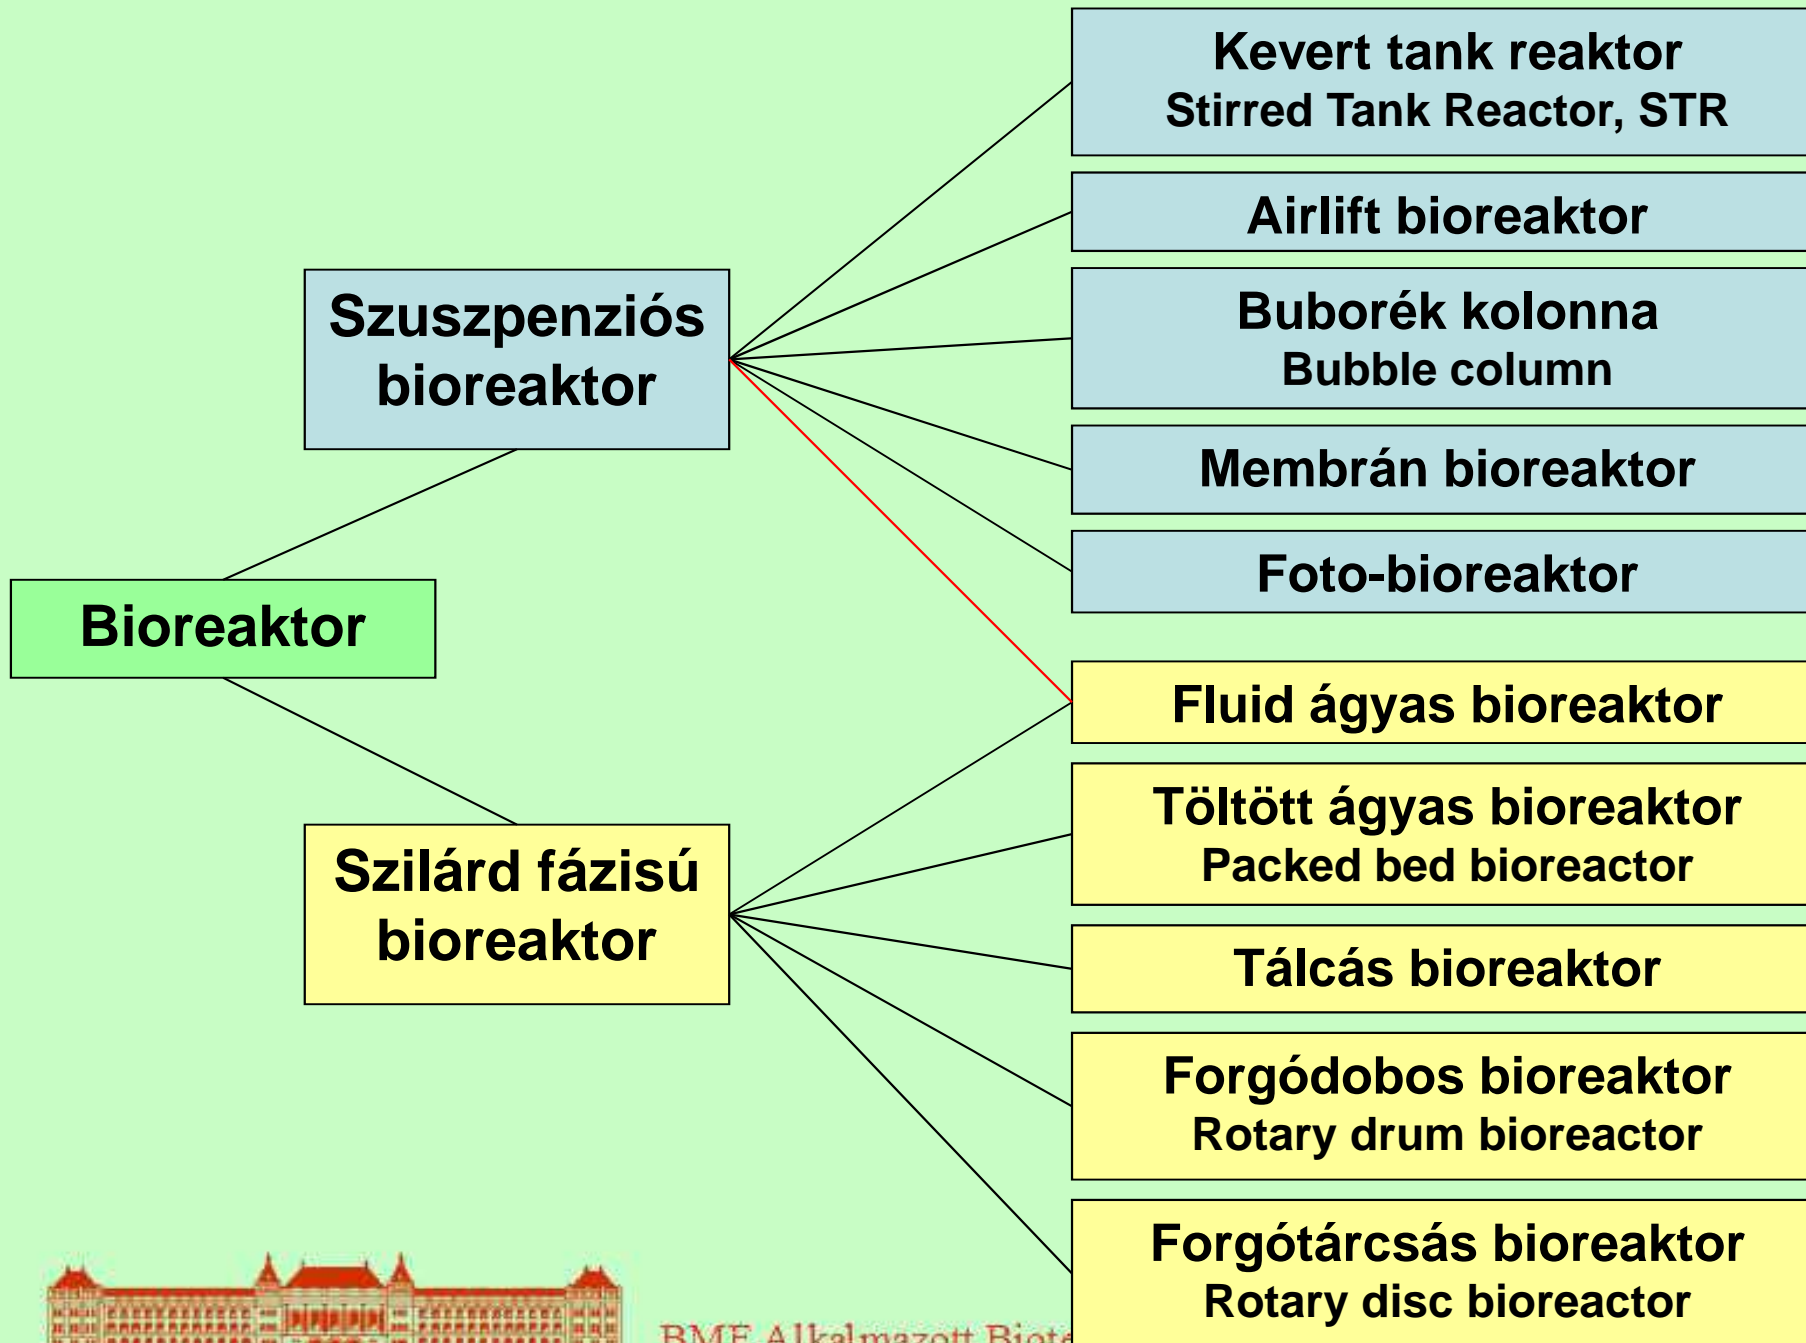 Kevert tank reaktor
Stirred Tank Reactor, STR
Airlift bioreaktor
Szuszpenziós
bioreaktor
Buborék kolonna
Bubble column
Membrán bioreaktor
Foto-bioreaktor
Bioreaktor
Fluid ágyas bioreaktor
Töltött ágyas bioreaktor
Packed bed bioreactor
Szilárd fázisú
bioreaktor
Tálcás bioreaktor
Forgódobos bioreaktor
Rotary drum bioreactor
Forgótárcsás bioreaktor
Rotary disc bioreactor
BME Alkalmazott